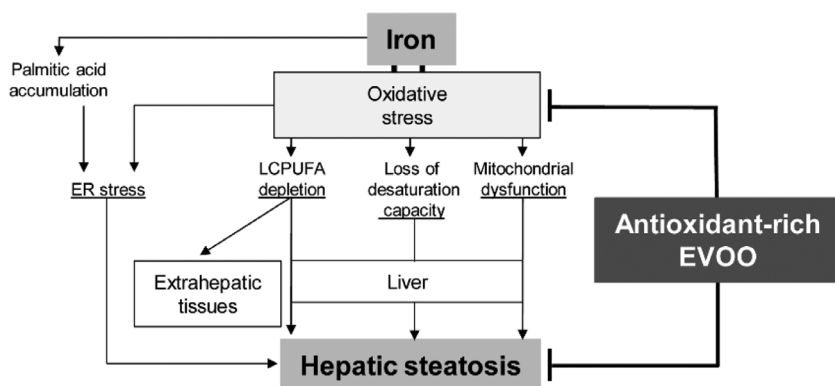 Iron
Palmitic acid
accumulation
Oxidative
stress
ER stress
LCPUFA
depletion
Loss of
desaturation
capacity
Mitochondrial
dysfunction
Antioxidant-rich
EVOO
Extrahepatic
tissues
Liver
Hepatic steatosis